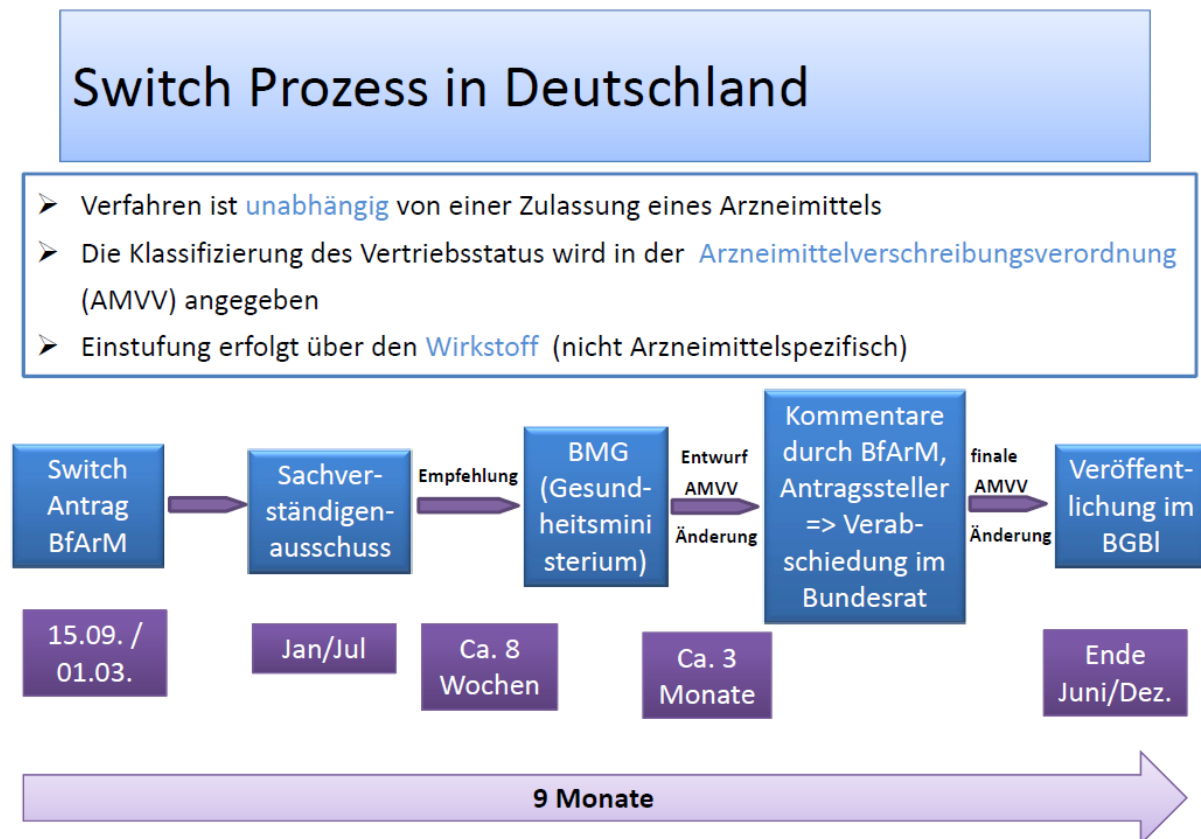 Switch Prozess in Deutschland
➢ Verfahren ist unabhängig von einer Zulassung eines Arzneimittels
➢ Die Klassifizierung des Vertriebsstatus wird in der Arzneimittelverschreibungsverordnung
(AMVV) angegeben
➢ Einstufung erfolgt über den Wirkstoff (nicht Arzneimittelspezifisch)
Switch
Antrag
BfArM
Sachver-
ständigen-
ausschuss
Empfehlung
BMG
(Gesund-
heitsmini
sterium)
Entwurf
AMVV
Änderung
Kommentare
durch BfArM,
Antragssteller
=> Verab-
schiedung im
Bundesrat
finale
AMVV
Änderung
Veröffent-
lichung im
BGBl
15.09. /
01.03.
Jan/Jul
Ca. 8
Wochen
Ca. 3
Monate
Ende
Juni/Dez.
9 Monate